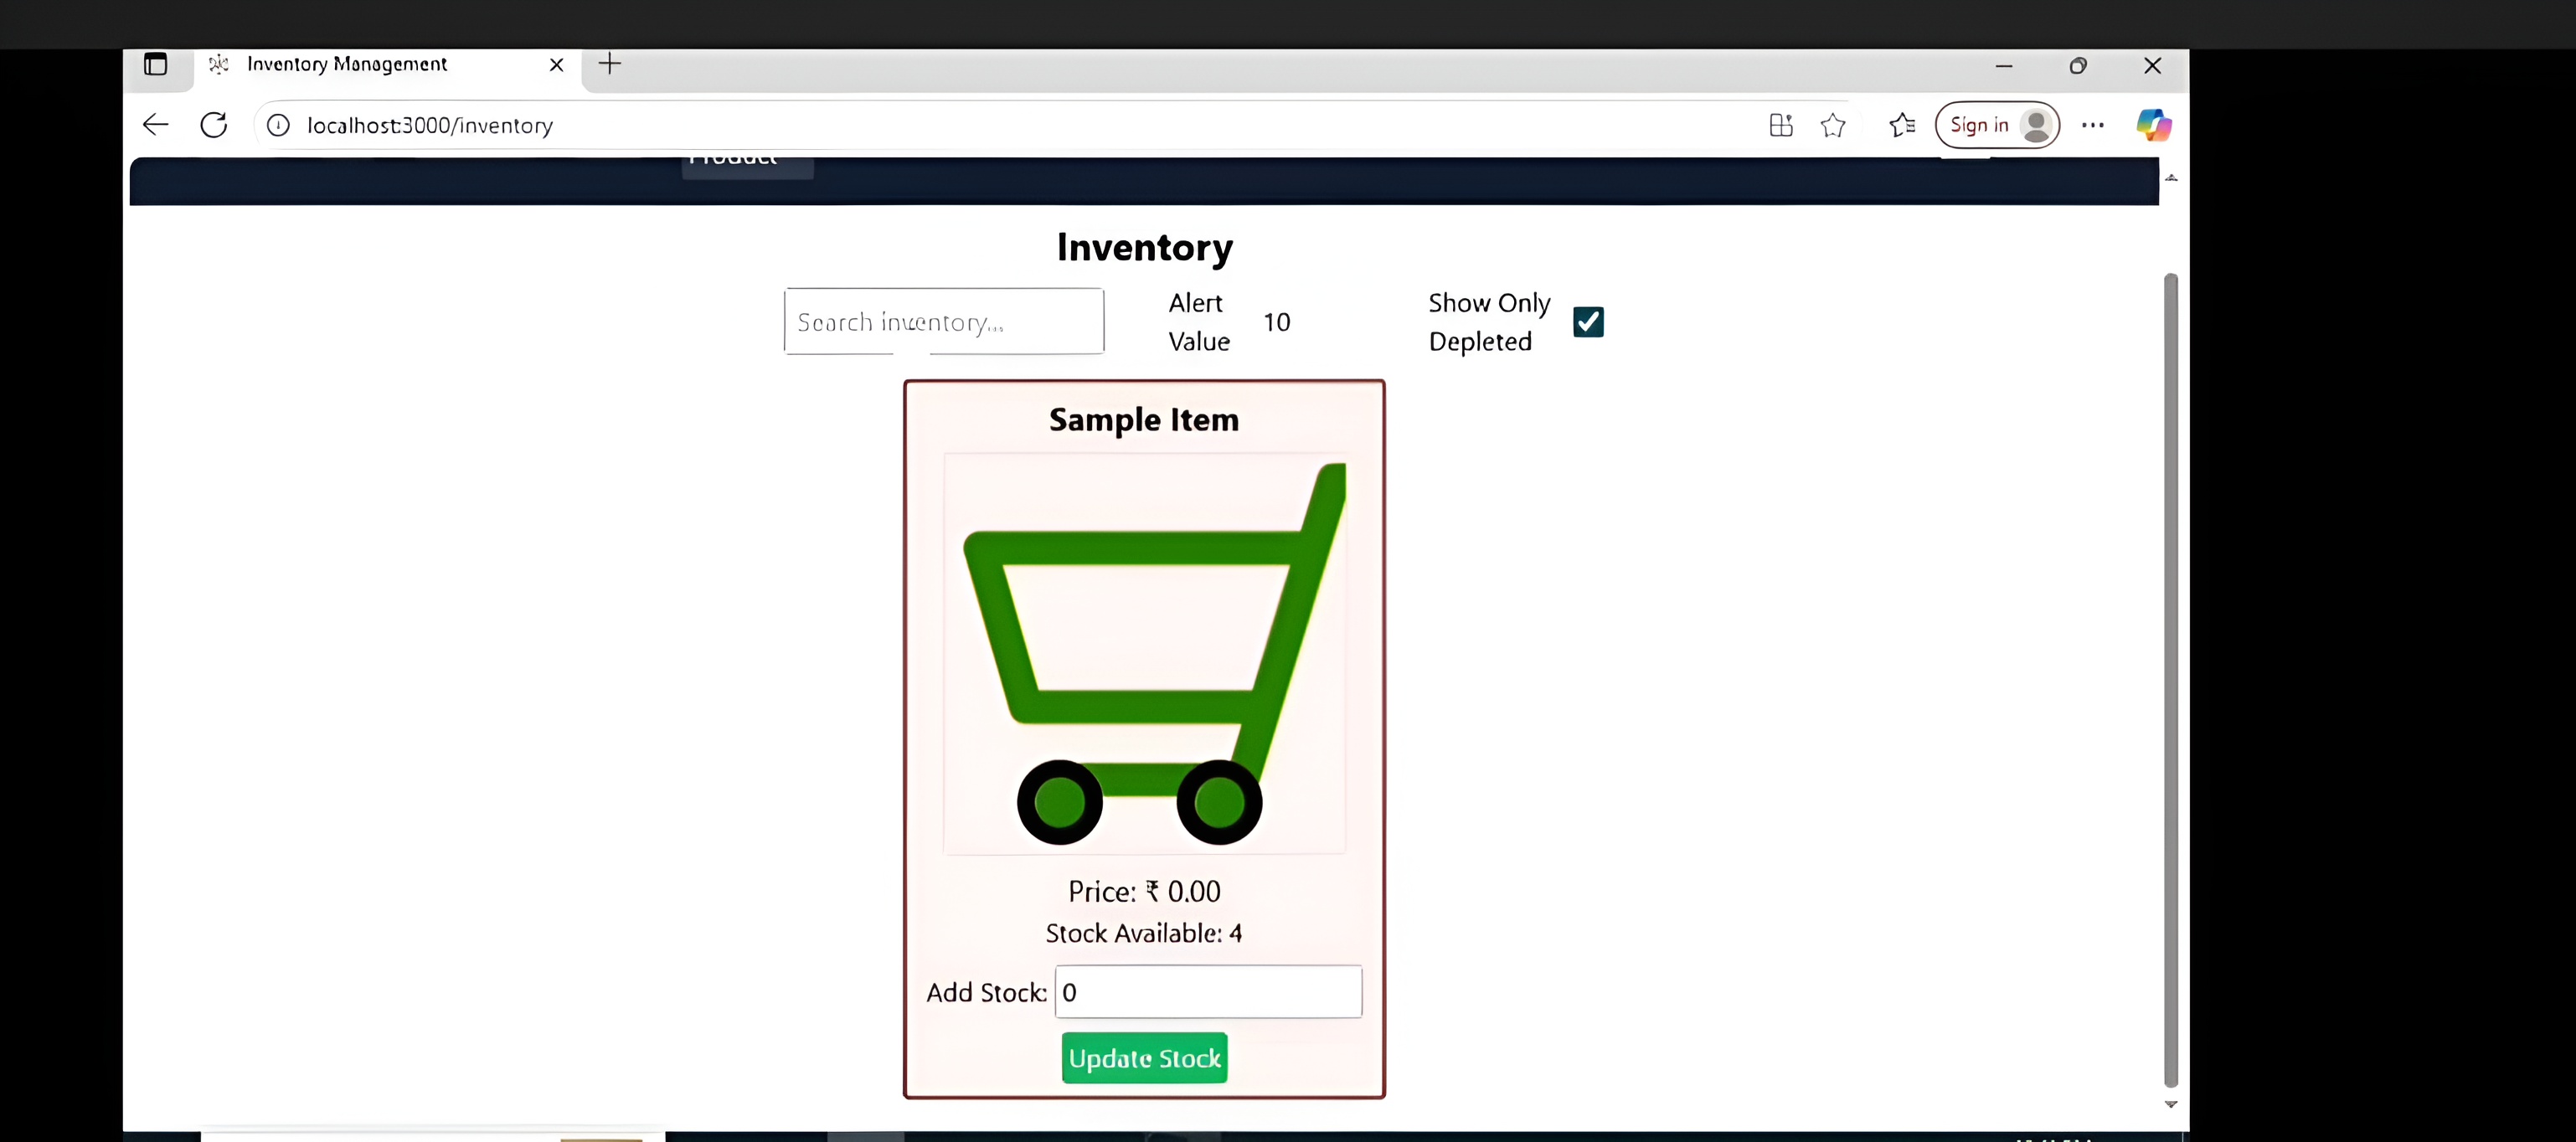 Inventory Management
localhost:3000/inventory
Sign in
Product
Inventory
Search inventory...
Alert
Value
10
Show Only
Depleted
Sample Item
Price: ₹ 0.00
Stock Available: 4
Add Stock: 0
Update Stock